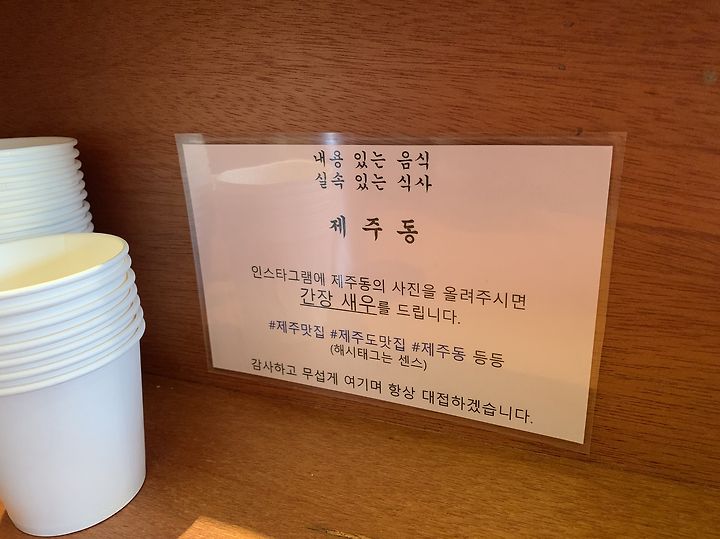 내용 있는 음식
실속 있는 식사
제주동
인스타그램에 제주동의 사진을 올려주시면
간장 새우를 드립니다.
#제주맛집 #제주도맛집 #제주동 등등
(해시태그는 센스)
감사하고 무섭게 여기며 항상 대접하겠습니다.